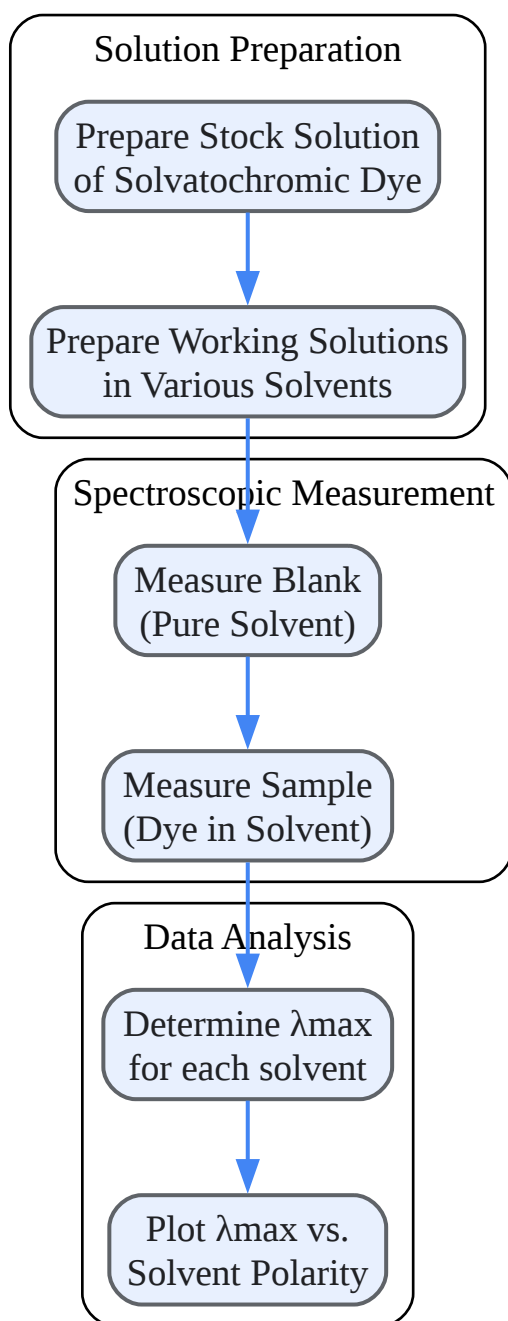 Solution Preparation
Prepare Stock Solution
of Solvatochromic Dye
Prepare Working Solutions
in Various Solvents
Spectroscopic Measurement
Measure Blank
(Pure Solvent)
Measure Sample
(Dye in Solvent)
Data Analysis
Determine λmax
for each solvent
Plot λmax vs.
Solvent Polarity